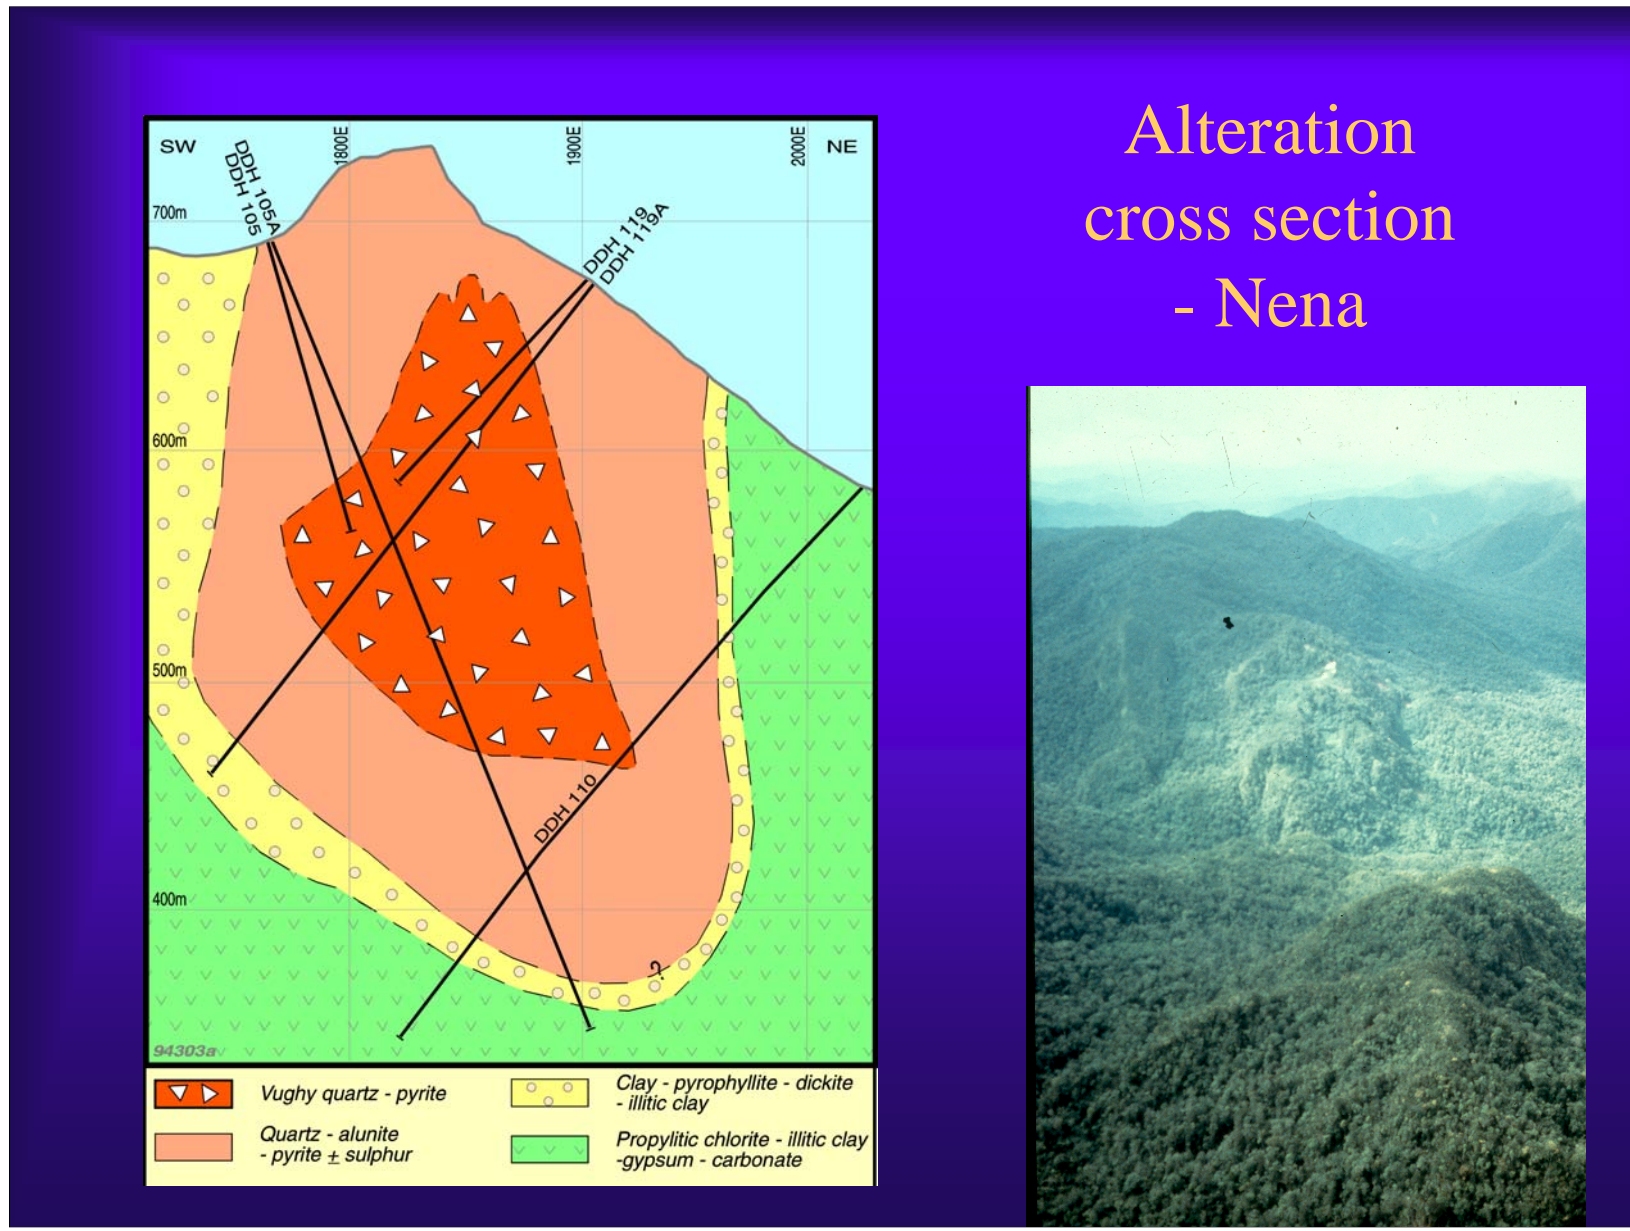 Alteration
cross section
- Nena
SW
DDH 105A
DDH 105
1800E
1900E
2000E
NE
700m
DDH 119
DDH 119A
600m
500m
DDH 110
400m
?
94303a
Vughy quartz - pyrite
Clay - pyrophyllite - dickite
- illitic clay
Quartz - alunite
- pyrite ± sulphur
Propylitic chlorite - illitic clay
-gypsum - carbonate